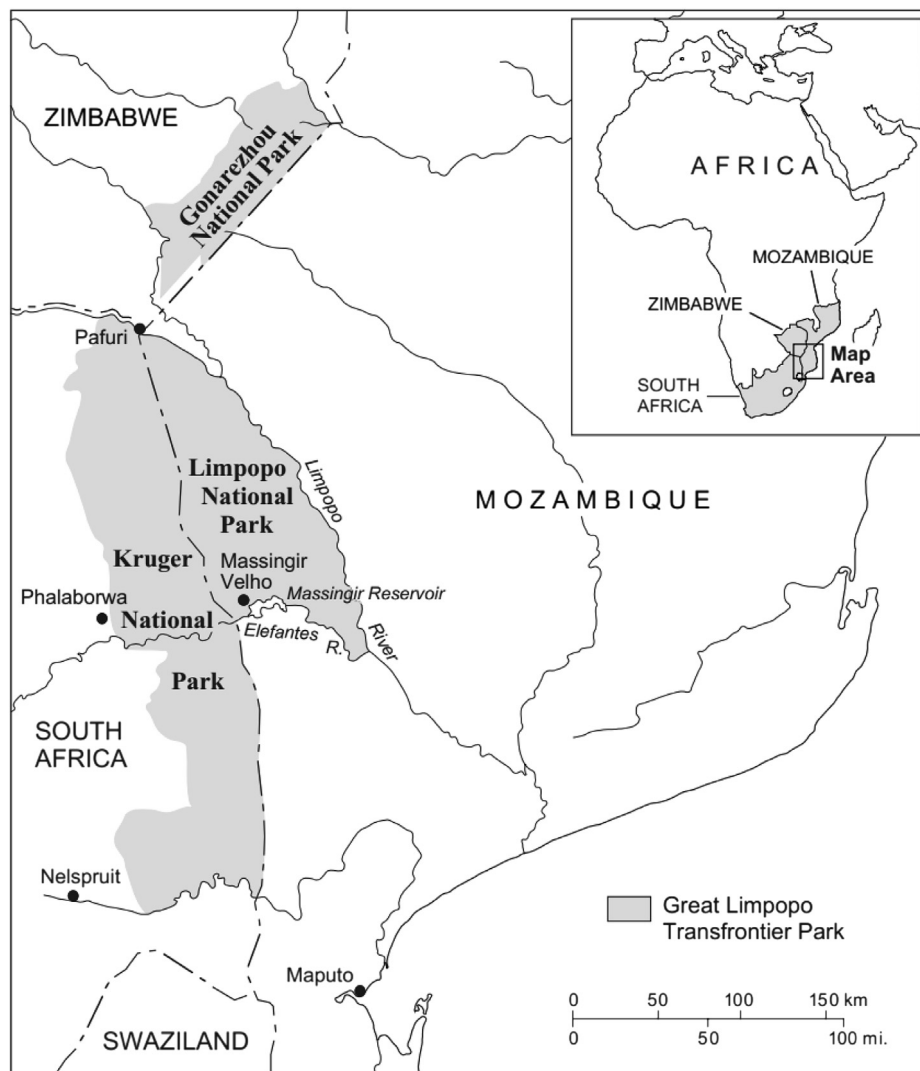 ZIMBABWE
Gonarezhou
National Park
Pafuri
Limpopo
National
Park
Limpopo
River
Kruger
National
Park
Massingir
Velho
Massingir Reservoir
Elefantes
R.
Phalaborwa
MOZAMBIQUE
SOUTH
AFRICA
Nelspruit
Maputo
SWAZILAND
AFRICA
MOZAMBIQUE
ZIMBABWE
Map
Area
SOUTH
AFRICA
Great Limpopo
Transfrontier Park
0 50 100 150 km
0 50 100 mi.